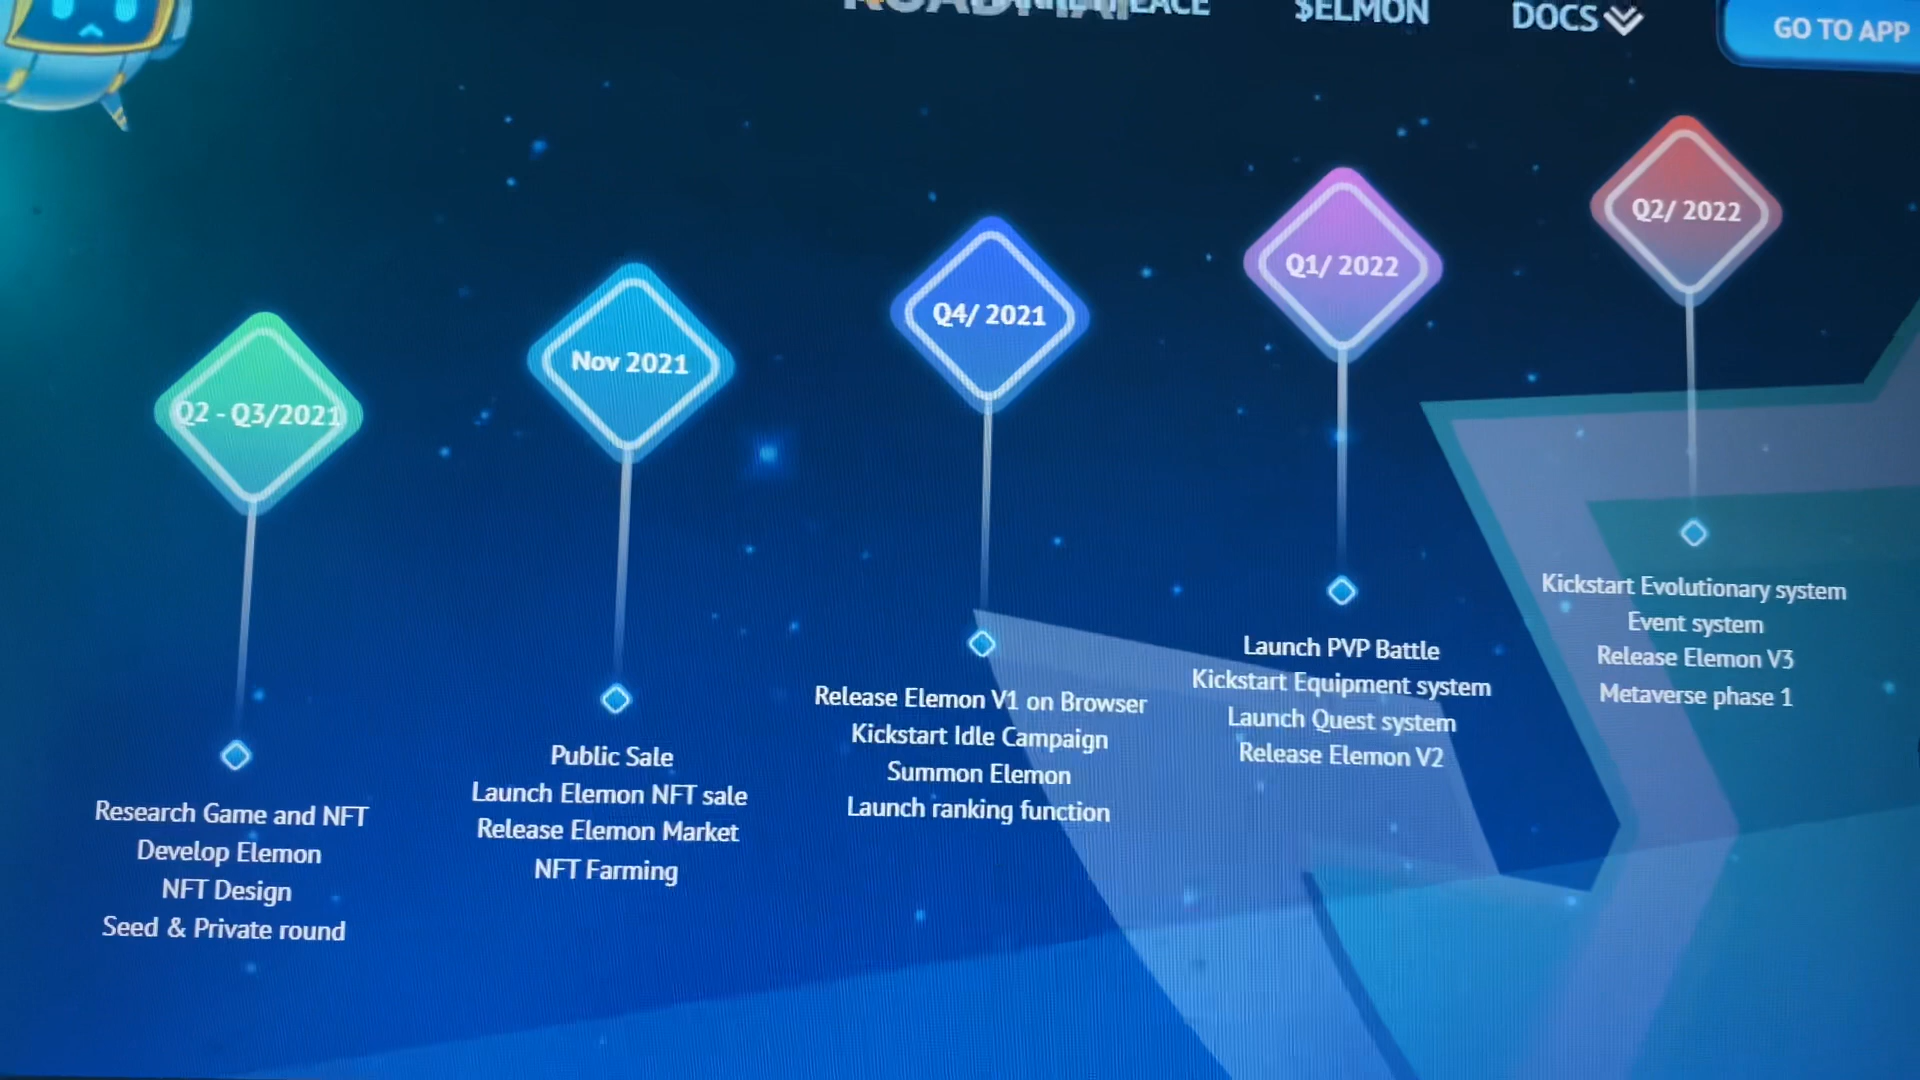 ROADMAP
$ELMON
DOCS
GO TO APP
Q2 - Q3/2021
Research Game and NFT
Develop Elemon
NFT Design
Seed & Private round
Nov 2021
Public Sale
Launch Elemon NFT sale
Release Elemon Market
NFT Farming
Q4/ 2021
Release Elemon V1 on Browser
Kickstart Idle Campaign
Summon Elemon
Launch ranking function
Q1/ 2022
Launch PVP Battle
Kickstart Equipment system
Launch Quest system
Release Elemon V2
Q2/ 2022
Kickstart Evolutionary system
Event system
Release Elemon V3
Metaverse phase 1